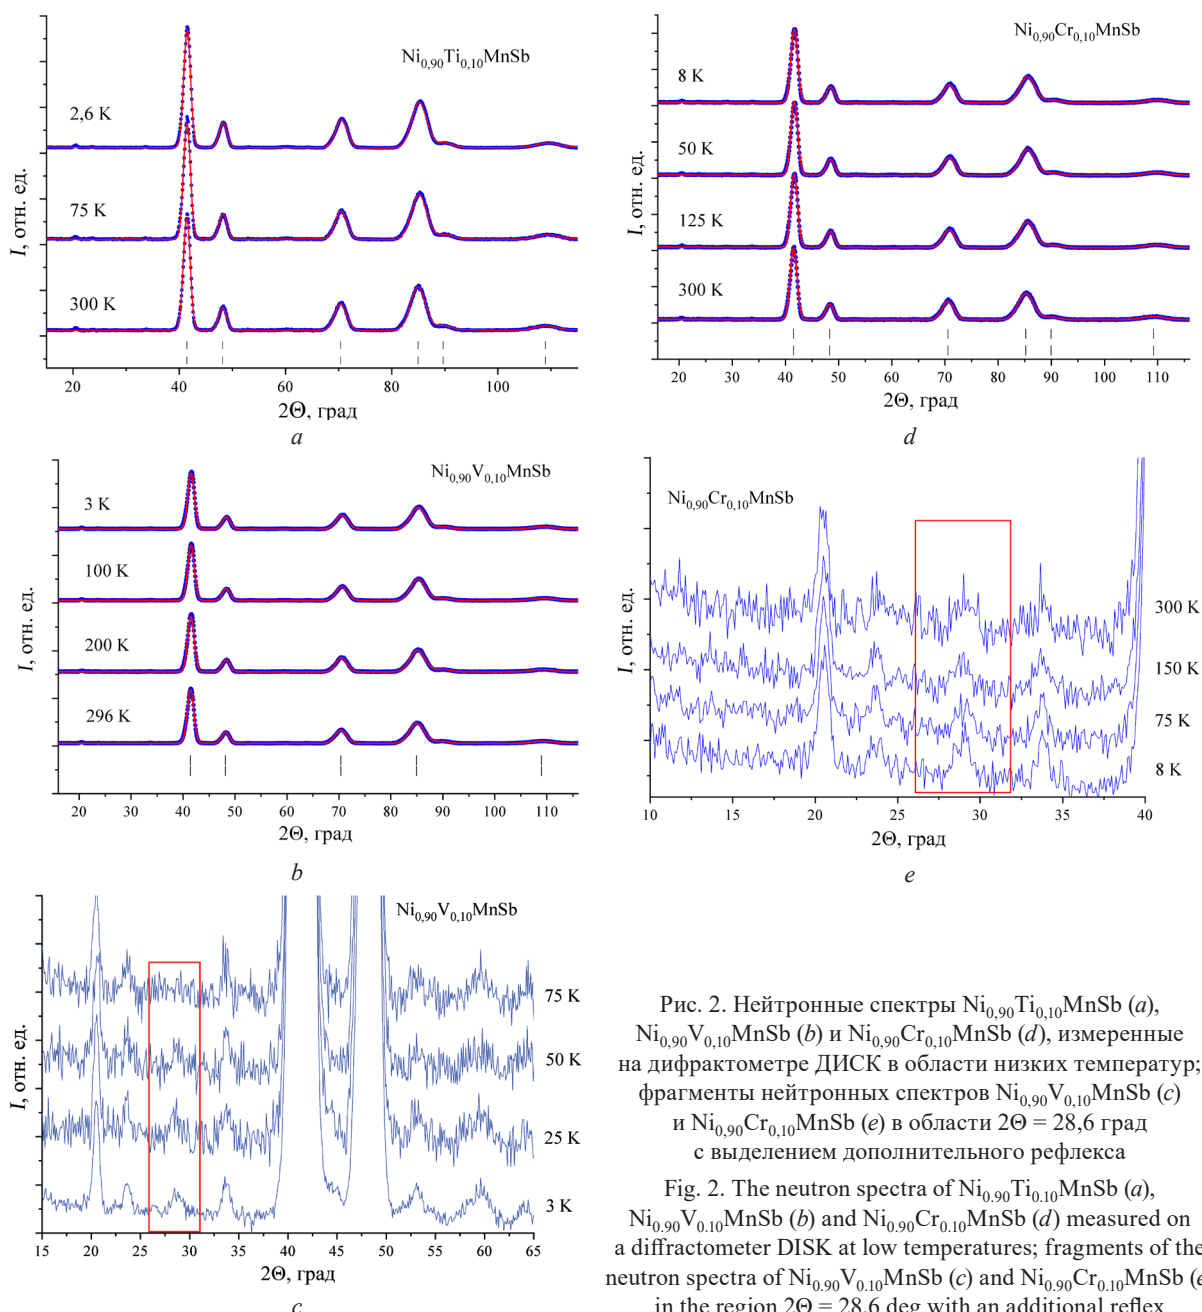 Ni0,90Ti0,10MnSb
2,6 K
75 K
300 K
I, отн. ед.
20 40 60 80 100
2Θ, град
a
Ni0,90Cr0,10MnSb
8 K
50 K
125 K
300 K
I, отн. ед.
20 30 40 50 60 70 80 90 100 110
2Θ, град
d
Ni0,90V0,10MnSb
3 K
100 K
200 K
296 K
I, отн. ед.
20 30 40 50 60 70 80 90 100 110
2Θ, град
b
Ni0,90Cr0,10MnSb
300 K
150 K
75 K
8 K
I, отн. ед.
10 15 20 25 30 35 40
2Θ, град
e
Ni0,90V0,10MnSb
75 K
50 K
25 K
3 K
I, отн. ед.
15 20 25 30 35 40 45 50 55 60 65
2Θ, град
c
Рис. 2. Нейтронные спектры Ni0,90Ti0,10MnSb (a),
Ni0,90V0,10MnSb (b) и Ni0,90Cr0,10MnSb (d), измеренные
на дифрактометре ДИСК в области низких температур;
фрагменты нейтронных спектров Ni0,90V0,10MnSb (c)
и Ni0,90Cr0,10MnSb (e) в области 2Θ = 28,6 град
с выделением дополнительного рефлекса
Fig. 2. The neutron spectra of Ni0.90Ti0.10MnSb (a),
Ni0.90V0.10MnSb (b) and Ni0.90Cr0.10MnSb (d) measured on
a diffractometer DISK at low temperatures; fragments of the
neutron spectra of Ni0.90V0.10MnSb (c) and Ni0.90Cr0.10MnSb (e
in the region 2Θ = 28.6 deg with an additional reflex